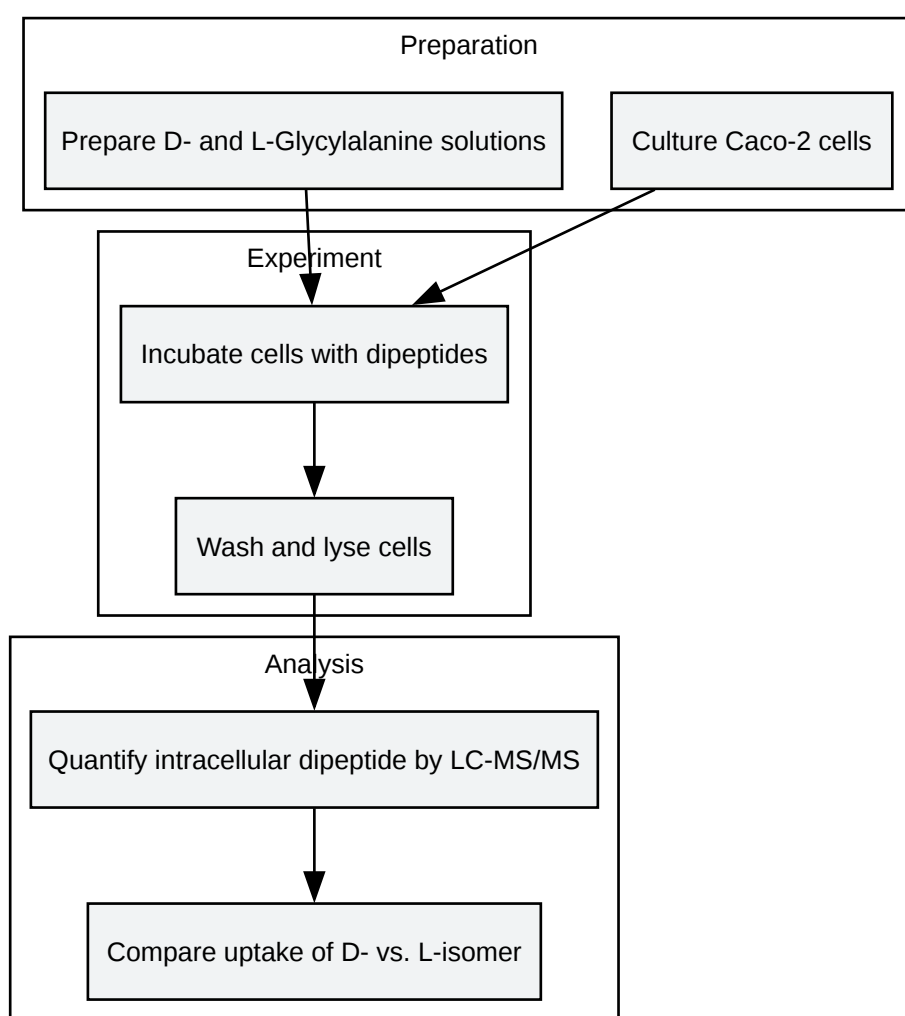 Preparation
Prepare D- and L-Glycylalanine solutions
Culture Caco-2 cells
Experiment
Incubate cells with dipeptides
Wash and lyse cells
Analysis
Quantify intracellular dipeptide by LC-MS/MS
Compare uptake of D- vs. L-isomer